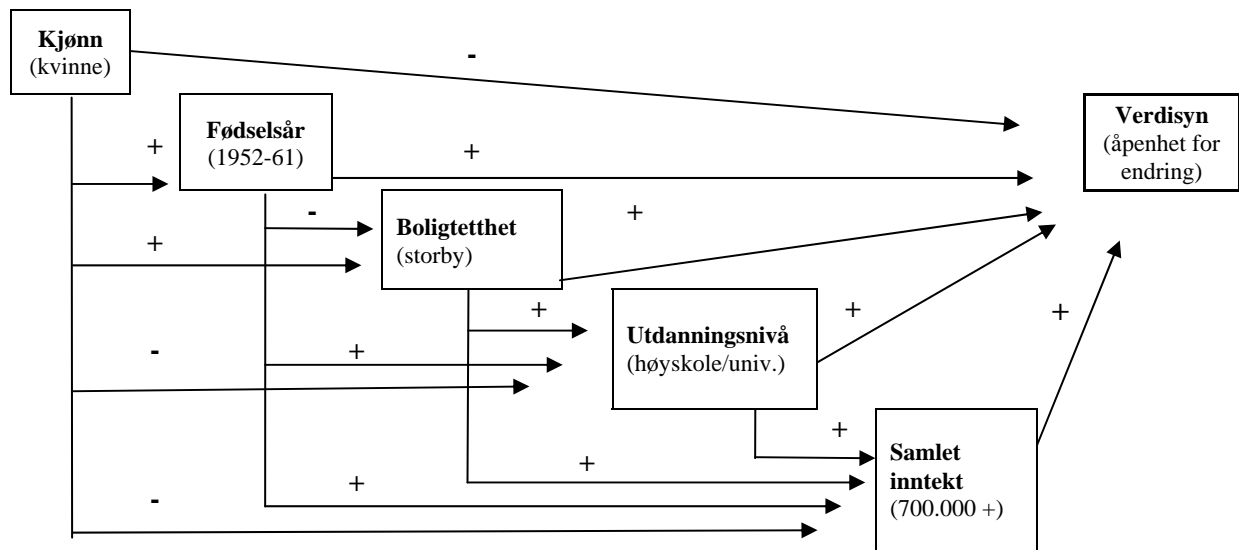 Kjønn
(kvinne)
-
Fødselsår
(1952-61)
+
+
Verdisyn
(åpenhet for
endring)
-
Boligtetthet
(storby)
+
+
+
Utdanningsnivå
(høyskole/univ.)
+
+
-
+
+
Samlet
inntekt
(700.000 +)
+
+
-